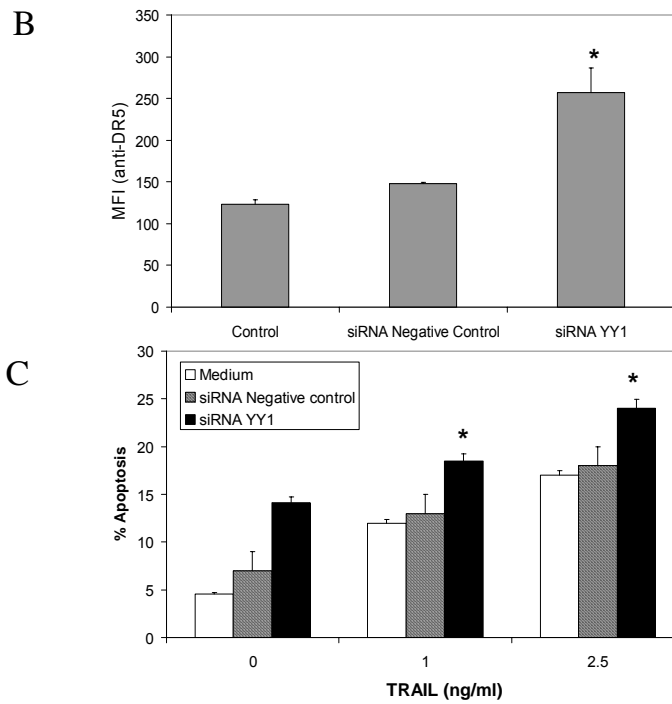 B
350
300
250
200
150
100
50
0
MFI (anti-DR5)
*
Control
siRNA Negative Control
siRNA YY1
C
30
25
20
15
10
5
0
% Apoptosis
Medium
siRNA Negative control
siRNA YY1
*
*
0
1
2.5
TRAIL (ng/ml)